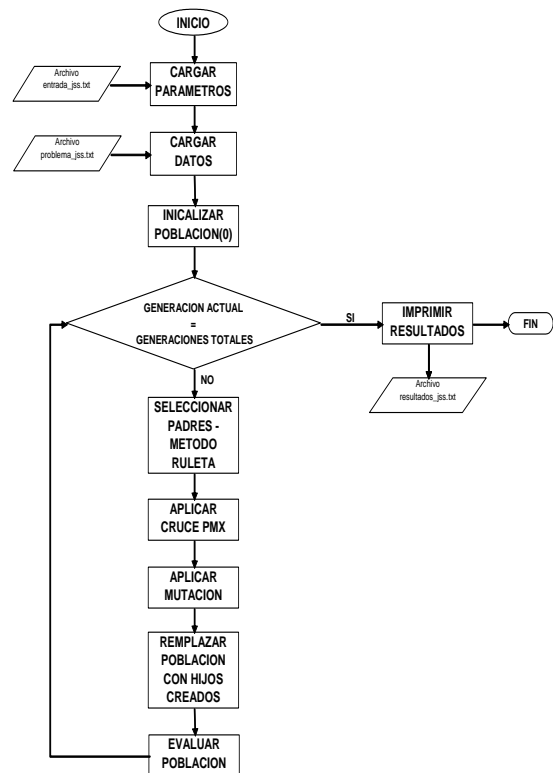 INICIO
Archivo
entrada_jss.txt
CARGAR
PARAMETROS
Archivo
problema_jss.txt
CARGAR
DATOS
INICALIZAR
POBLACION(0)
GENERACION ACTUAL
=
GENERACIONES TOTALES
SI
IMPRIMIR
RESULTADOS
FIN
Archivo
resultados_jss.txt
NO
SELECCIONAR
PADRES -
METODO
RULETA
APLICAR
CRUCE PMX
APLICAR
MUTACION
REMPLAZAR
POBLACION
CON HIJOS
CREADOS
EVALUAR
POBLACION